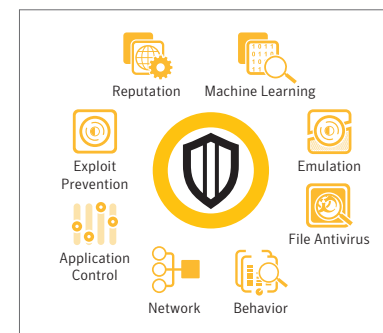 Reputation
Machine Learning
Exploit
Prevention
Emulation
File Antivirus
Application
Control
Network
Behavior